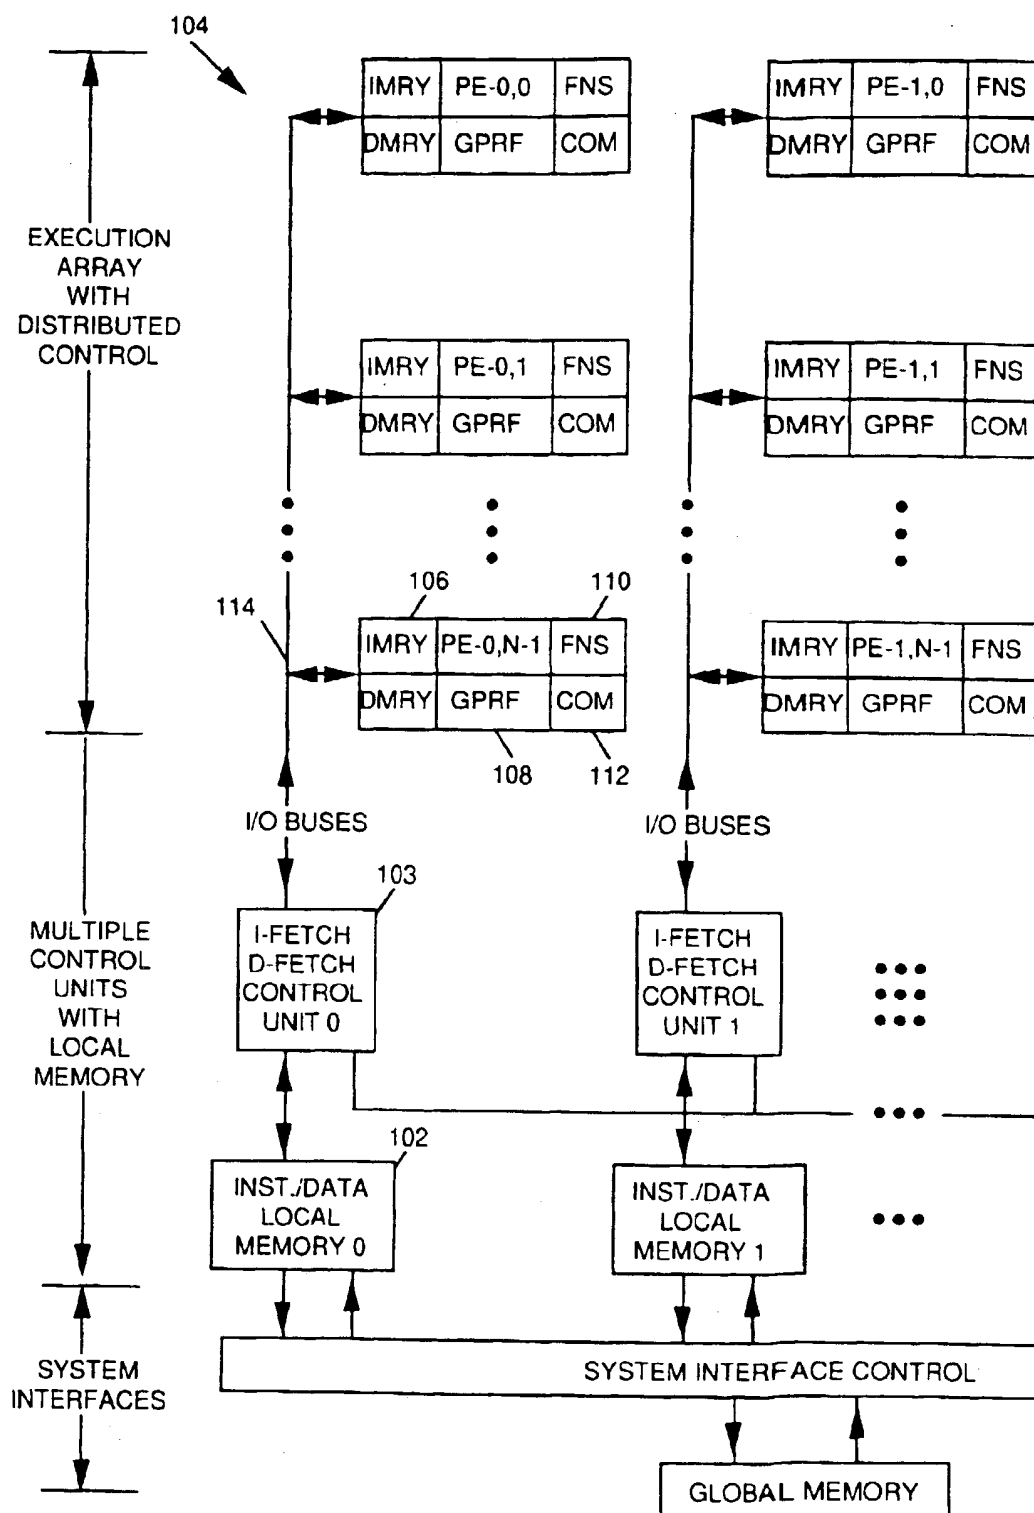 104
IMRY PE-0,0 FNS
DMRY GPRF COM
IMRY PE-1,0 FNS
DMRY GPRF COM
EXECUTION
ARRAY
WITH
DISTRIBUTED
CONTROL
IMRY PE-0,1 FNS
DMRY GPRF COM
IMRY PE-1,1 FNS
DMRY GPRF COM
106
110
114
IMRY PE-0,N-1 FNS
DMRY GPRF COM
108
112
IMRY PE-1,N-1 FNS
DMRY GPRF COM
I/O BUSES
I/O BUSES
103
MULTIPLE
CONTROL
UNITS
WITH
LOCAL
MEMORY
I-FETCH
D-FETCH
CONTROL
UNIT 0
I-FETCH
D-FETCH
CONTROL
UNIT 1
102
INST./DATA
LOCAL
MEMORY 0
INST./DATA
LOCAL
MEMORY 1
SYSTEM
INTERFACES
SYSTEM INTERFACE CONTROL
GLOBAL MEMORY